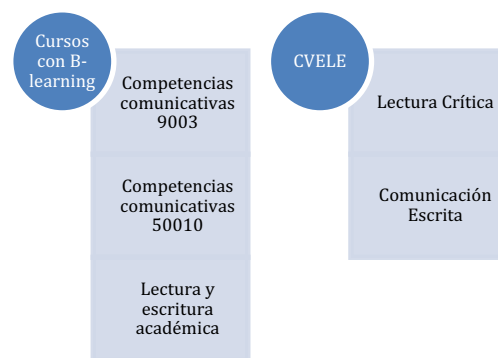 Cursos
con B-
learning
Competencias
comunicativas
9003
Competencias
comunicativas
50010
Lectura y
escritura
académica
CVELE
Lectura Crítica
Comunicación
Escrita